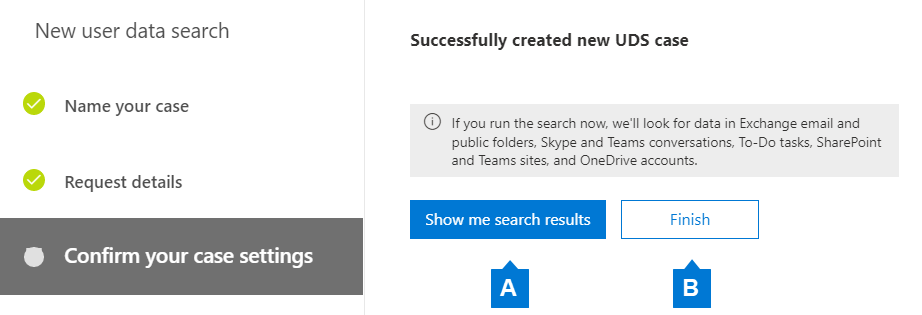 New user data search
Name your case
Request details
Confirm your case settings
Successfully created new UDS case
If you run the search now, we'll look for data in Exchange email and
public folders, Skype and Teams conversations, To-Do tasks, SharePoint
and Teams sites, and OneDrive accounts.
Show me search results
Finish
A
B